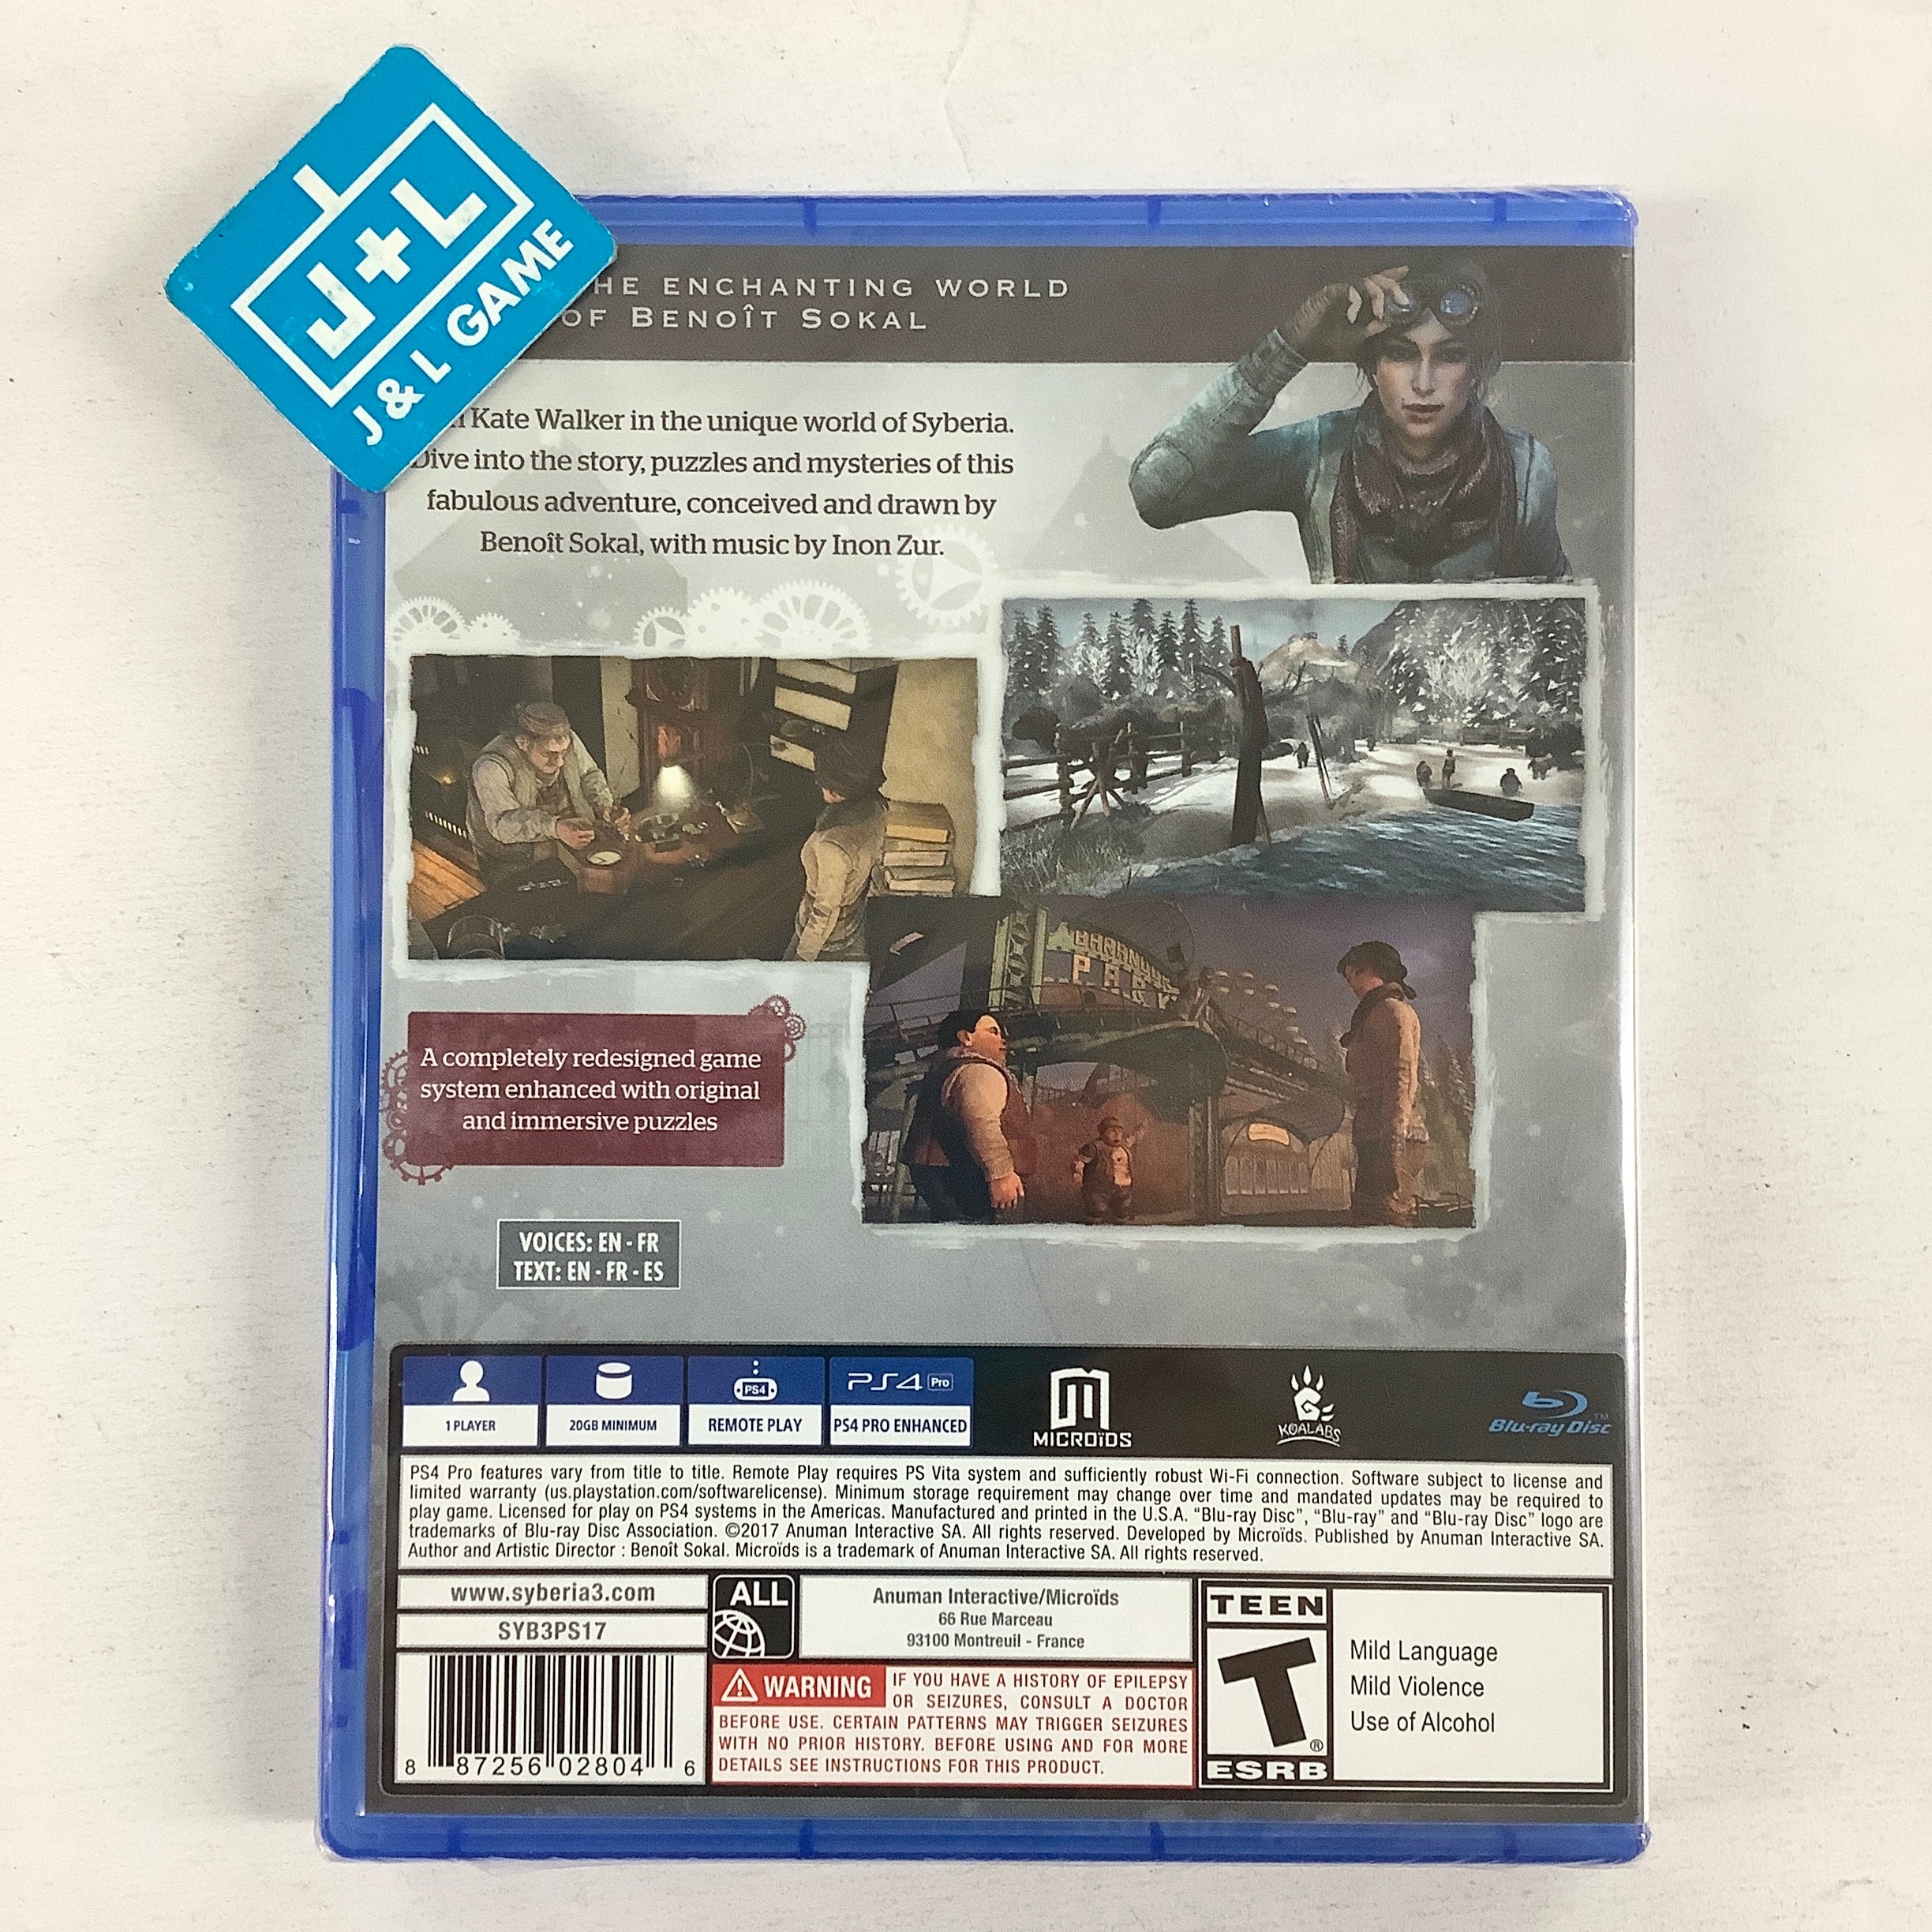 J+L
J & L GAME
HE ENCHANTING WORLD
OF BENOÎT SOKAL
Kate Walker in the unique world of Syberia.
Dive into the story, puzzles and mysteries of this
fabulous adventure, conceived and drawn by
Benoît Sokal, with music by Inon Zur.
PARK
A completely redesigned game
system enhanced with original
and immersive puzzles
VOICES: EN - FR
TEXT: EN - FR - ES
PS4
PS4 Pro
1 PLAYER
20GB MINIMUM
REMOTE PLAY
PS4 PRO ENHANCED
MICROÏDS
KOALABS
Blu-ray Disc™
PS4 Pro features vary from title to title. Remote Play requires PS Vita system and sufficiently robust Wi-Fi connection. Software subject to license and
limited warranty (us.playstation.com/softwarelicense). Minimum storage requirement may change over time and mandated updates may be required to
play game. Licensed for play on PS4 systems in the Americas. Manufactured and printed in the U.S.A. “Blu-ray Disc”, “Blu-ray” and “Blu-ray Disc” logo are
trademarks of Blu-ray Disc Association. ©2017 Anuman Interactive SA. All rights reserved. Developed by Microïds. Published by Anuman Interactive SA.
Author and Artistic Director : Benoît Sokal. Microïds is a trademark of Anuman Interactive SA. All rights reserved.
www.syberia3.com
SYB3PS17
8 87256 02804 6
ALL
Anuman Interactive/Microïds
66 Rue Marceau
93100 Montreuil - France
WARNING IF YOU HAVE A HISTORY OF EPILEPSY
OR SEIZURES, CONSULT A DOCTOR
BEFORE USE. CERTAIN PATTERNS MAY TRIGGER SEIZURES
WITH NO PRIOR HISTORY. BEFORE USING AND FOR MORE
DETAILS SEE INSTRUCTIONS FOR THIS PRODUCT.
TEEN
T®
ESRB
Mild Language
Mild Violence
Use of Alcohol